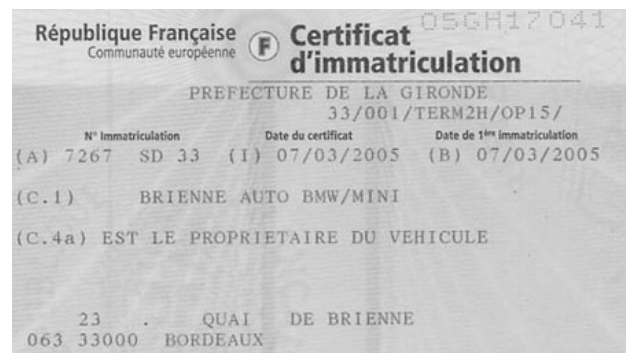 05GH17041
République Française
Communauté européenne
F
Certificat
d'immatriculation
PREFECTURE DE LA GIRONDE
33/001/TERM2H/OP15/
N° Immatriculation Date du certificat Date de 1ère immatriculation
(A) 7267 SD 33 (I) 07/03/2005 (B) 07/03/2005
(C.1) BRIENNE AUTO BMW/MINI
(C.4a) EST LE PROPRIETAIRE DU VEHICULE
23 . QUAI DE BRIENNE
063 33000 BORDEAUX